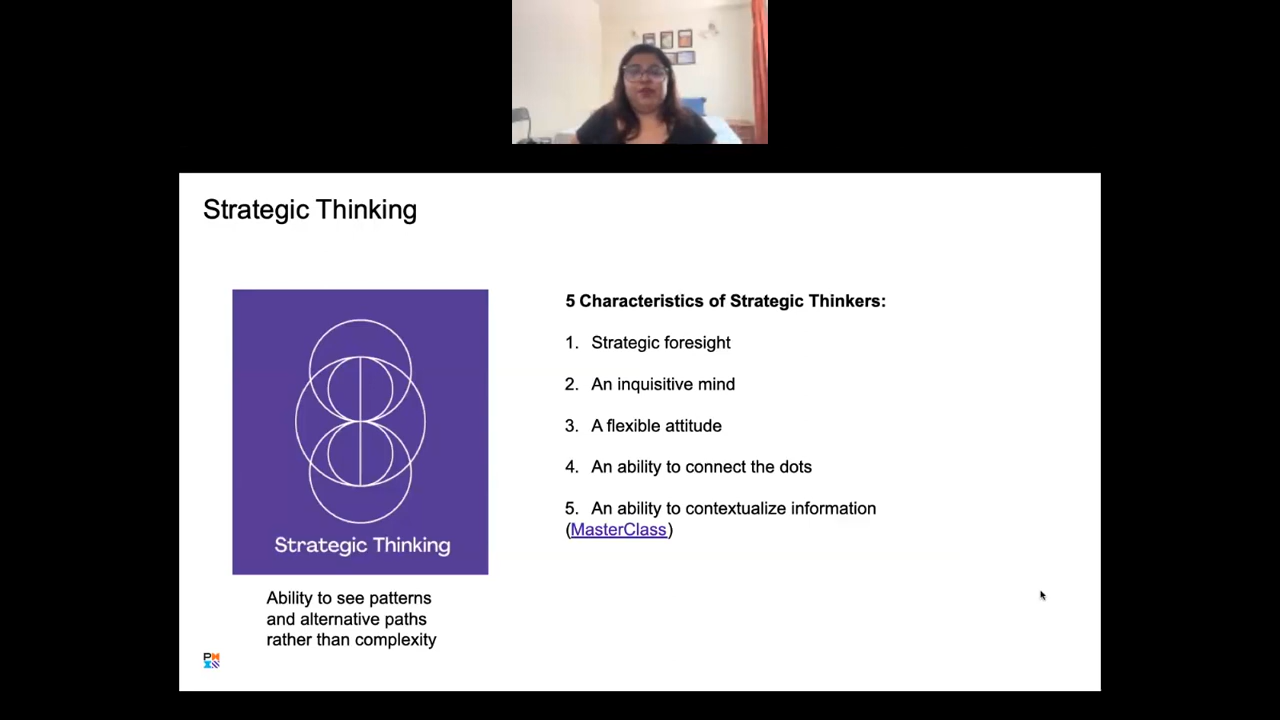 Strategic Thinking
5 Characteristics of Strategic Thinkers:
1. Strategic foresight
2. An inquisitive mind
3. A flexible attitude
4. An ability to connect the dots
5. An ability to contextualize information
(MasterClass)
Strategic Thinking
Ability to see patterns
and alternative paths
rather than complexity